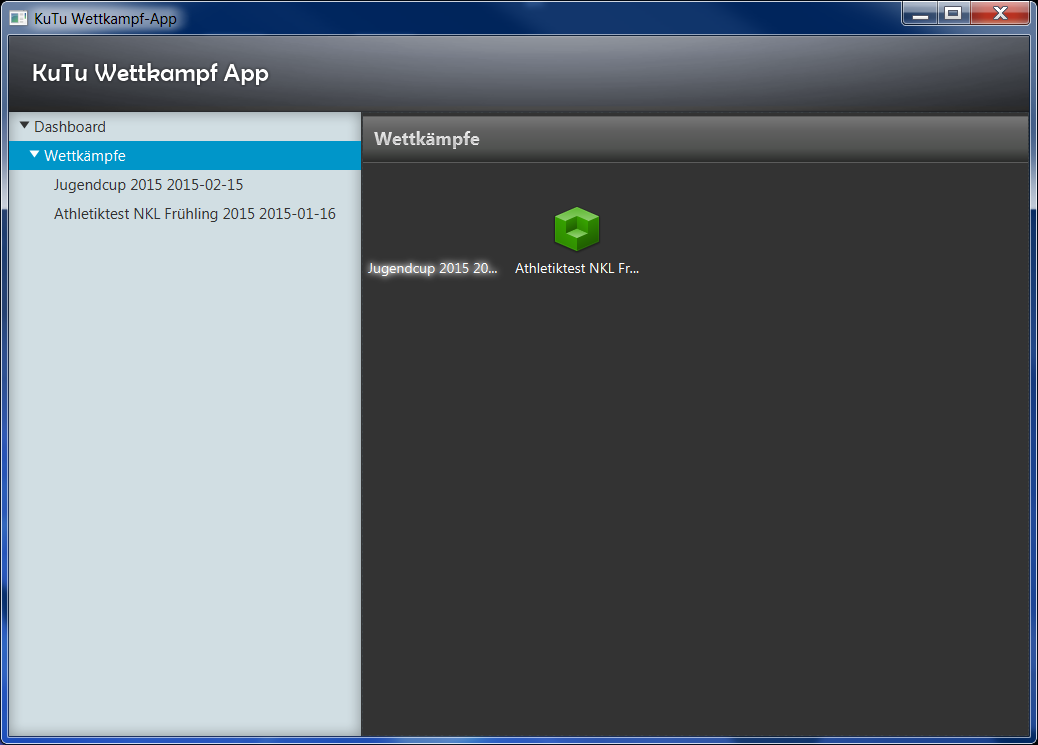 KuTu Wettkampf-App
KuTu Wettkampf App
Dashboard
Wettkämpfe
Jugendcup 2015 2015-02-15
Athletiktest NKL Frühling 2015 2015-01-16
Wettkämpfe
Jugendcup 2015 20...
Athletiktest NKL Fr...